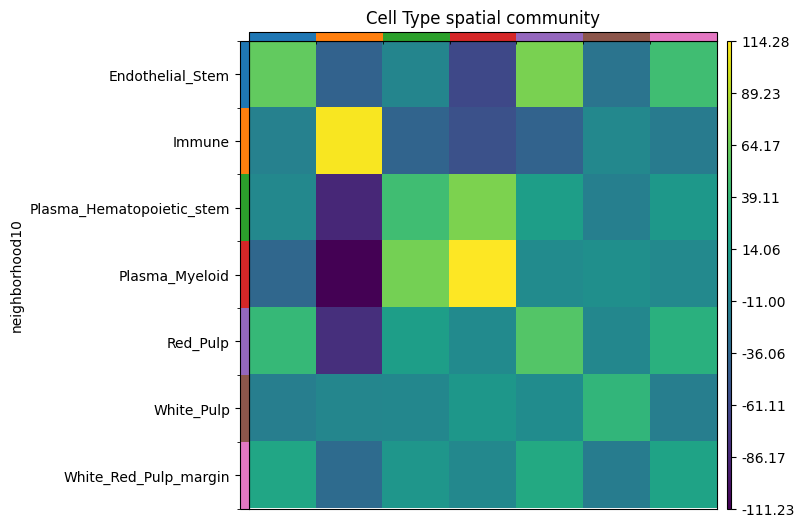 Cell Type spatial community
Endothelial_Stem
Immune
Plasma_Hematopoietic_stem
Plasma_Myeloid
Red_Pulp
White_Pulp
White_Red_Pulp_margin
neighborhood10
114.28
89.23
64.17
39.11
14.06
-11.00
-36.06
-61.11
-86.17
-111.23